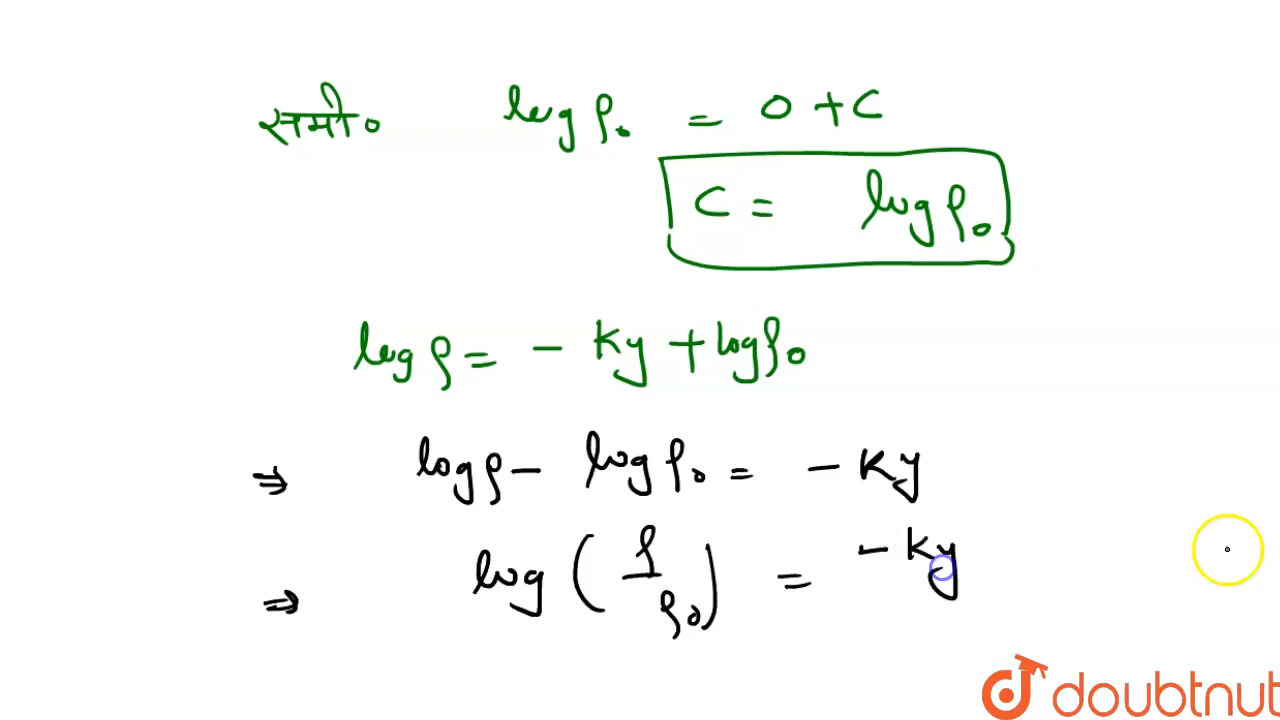 समी० log ρ₀ = 0 + C
C = log ρ₀
log ρ = - Ky + log ρ₀
⇒ log ρ - log ρ₀ = - Ky
⇒ log (ρ/ρ₀) = - Ky
doubtnut